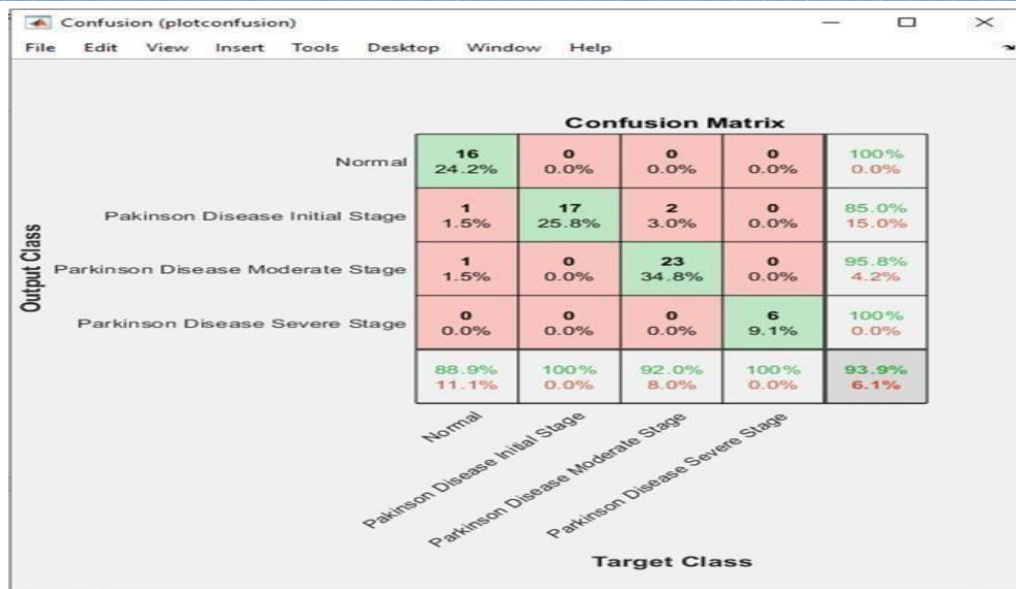 Confusion (plotconfusion)
File Edit View Insert Tools Desktop Window Help
Confusion Matrix
Output Class
Normal 16 0 0 0 100%
24.2% 0.0% 0.0% 0.0% 0.0%
Pakinson Disease Initial Stage 1 17 2 0 85.0%
1.5% 25.8% 3.0% 0.0% 15.0%
Parkinson Disease Moderate Stage 1 0 23 0 95.8%
1.5% 0.0% 34.8% 0.0% 4.2%
Parkinson Disease Severe Stage 0 0 0 6 100%
0.0% 0.0% 0.0% 9.1% 0.0%
88.9% 100% 92.0% 100% 93.9%
11.1% 0.0% 8.0% 0.0% 6.1%
Normal
Pakinson Disease Initial Stage
Parkinson Disease Moderate Stage
Parkinson Disease Severe Stage
Target Class